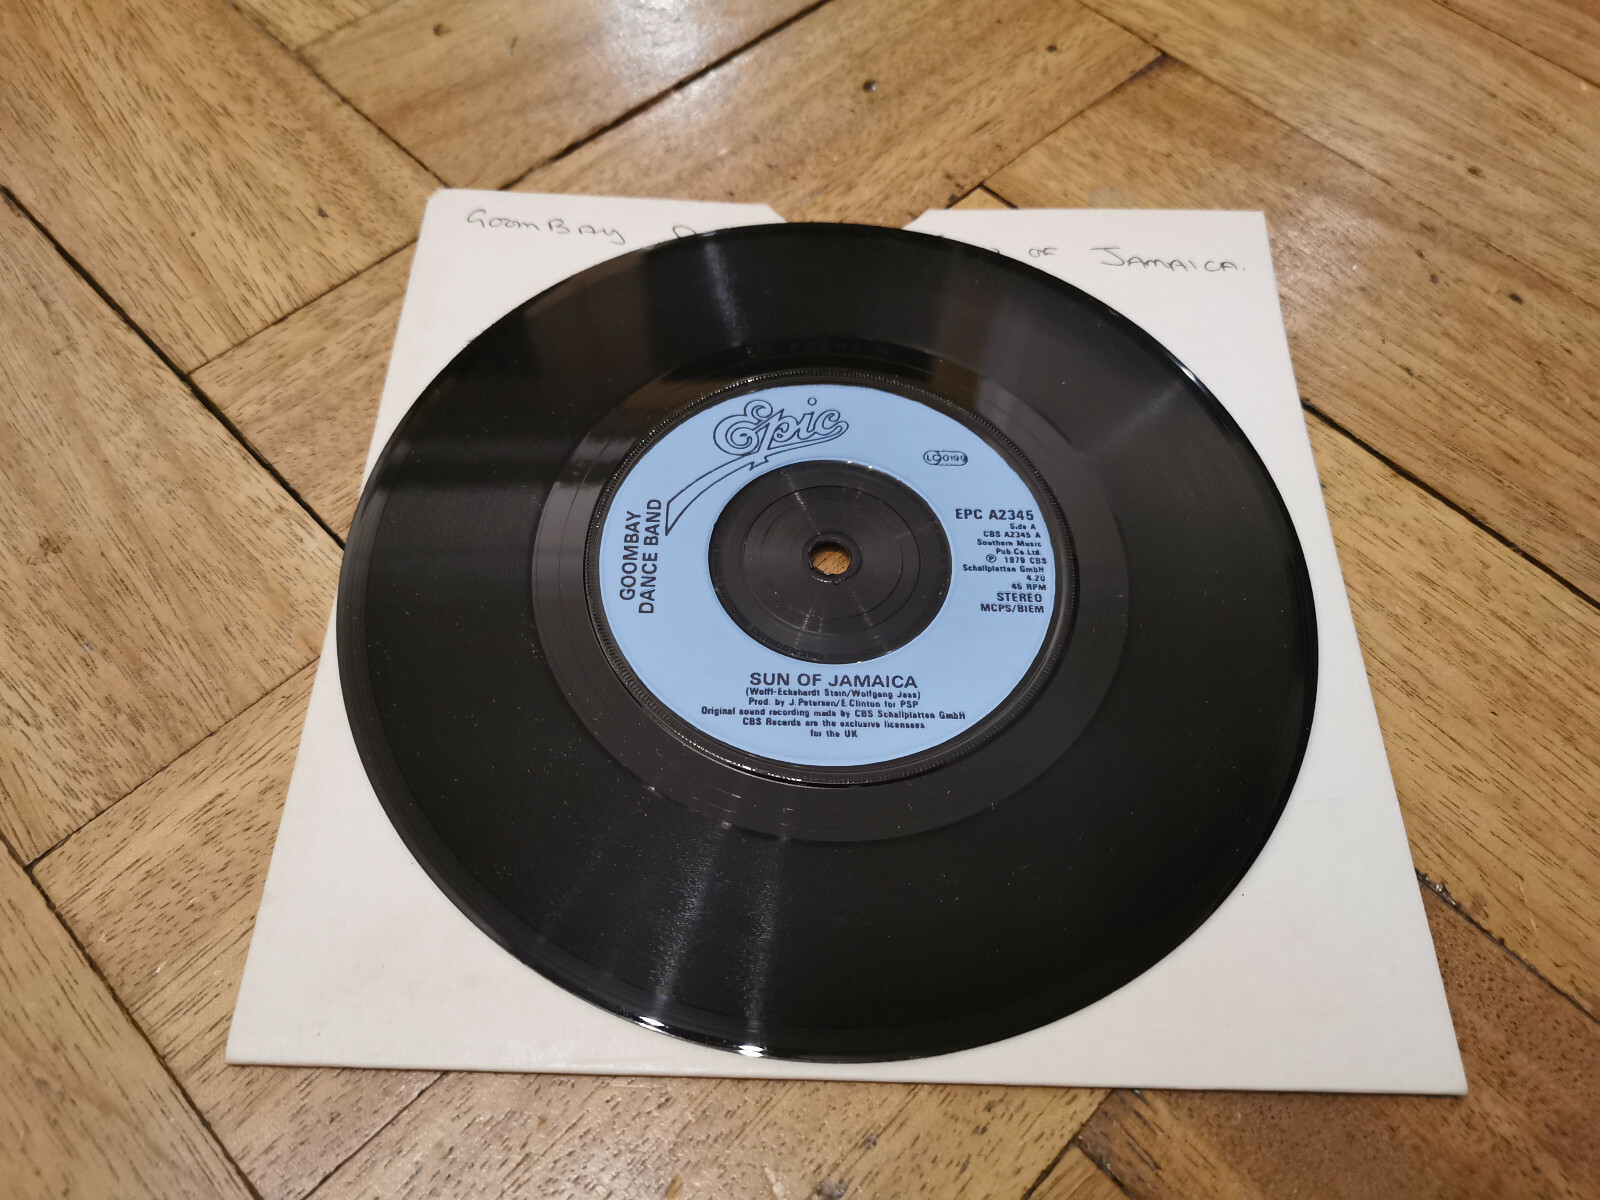 GoomBay of JAMAICA.
Epic
LC 0199
GOOMBAY
DANCE BAND
EPC A2345
Side A
CBS A2345 A
Southern Music
Pub.Co.Ltd.
℗ 1979 CBS
Schallplatten GmbH
4.20
45 RPM
STEREO
MCPS/BIEM
SUN OF JAMAICA
(Wolff-Eckehardt Stein/Wolfgang Jass)
Prod. by J. Petersen/E. Clinton for PSP
Original sound recording made by CBS Schallplatten GmbH
CBS Records are the exclusive licensees
for the UK